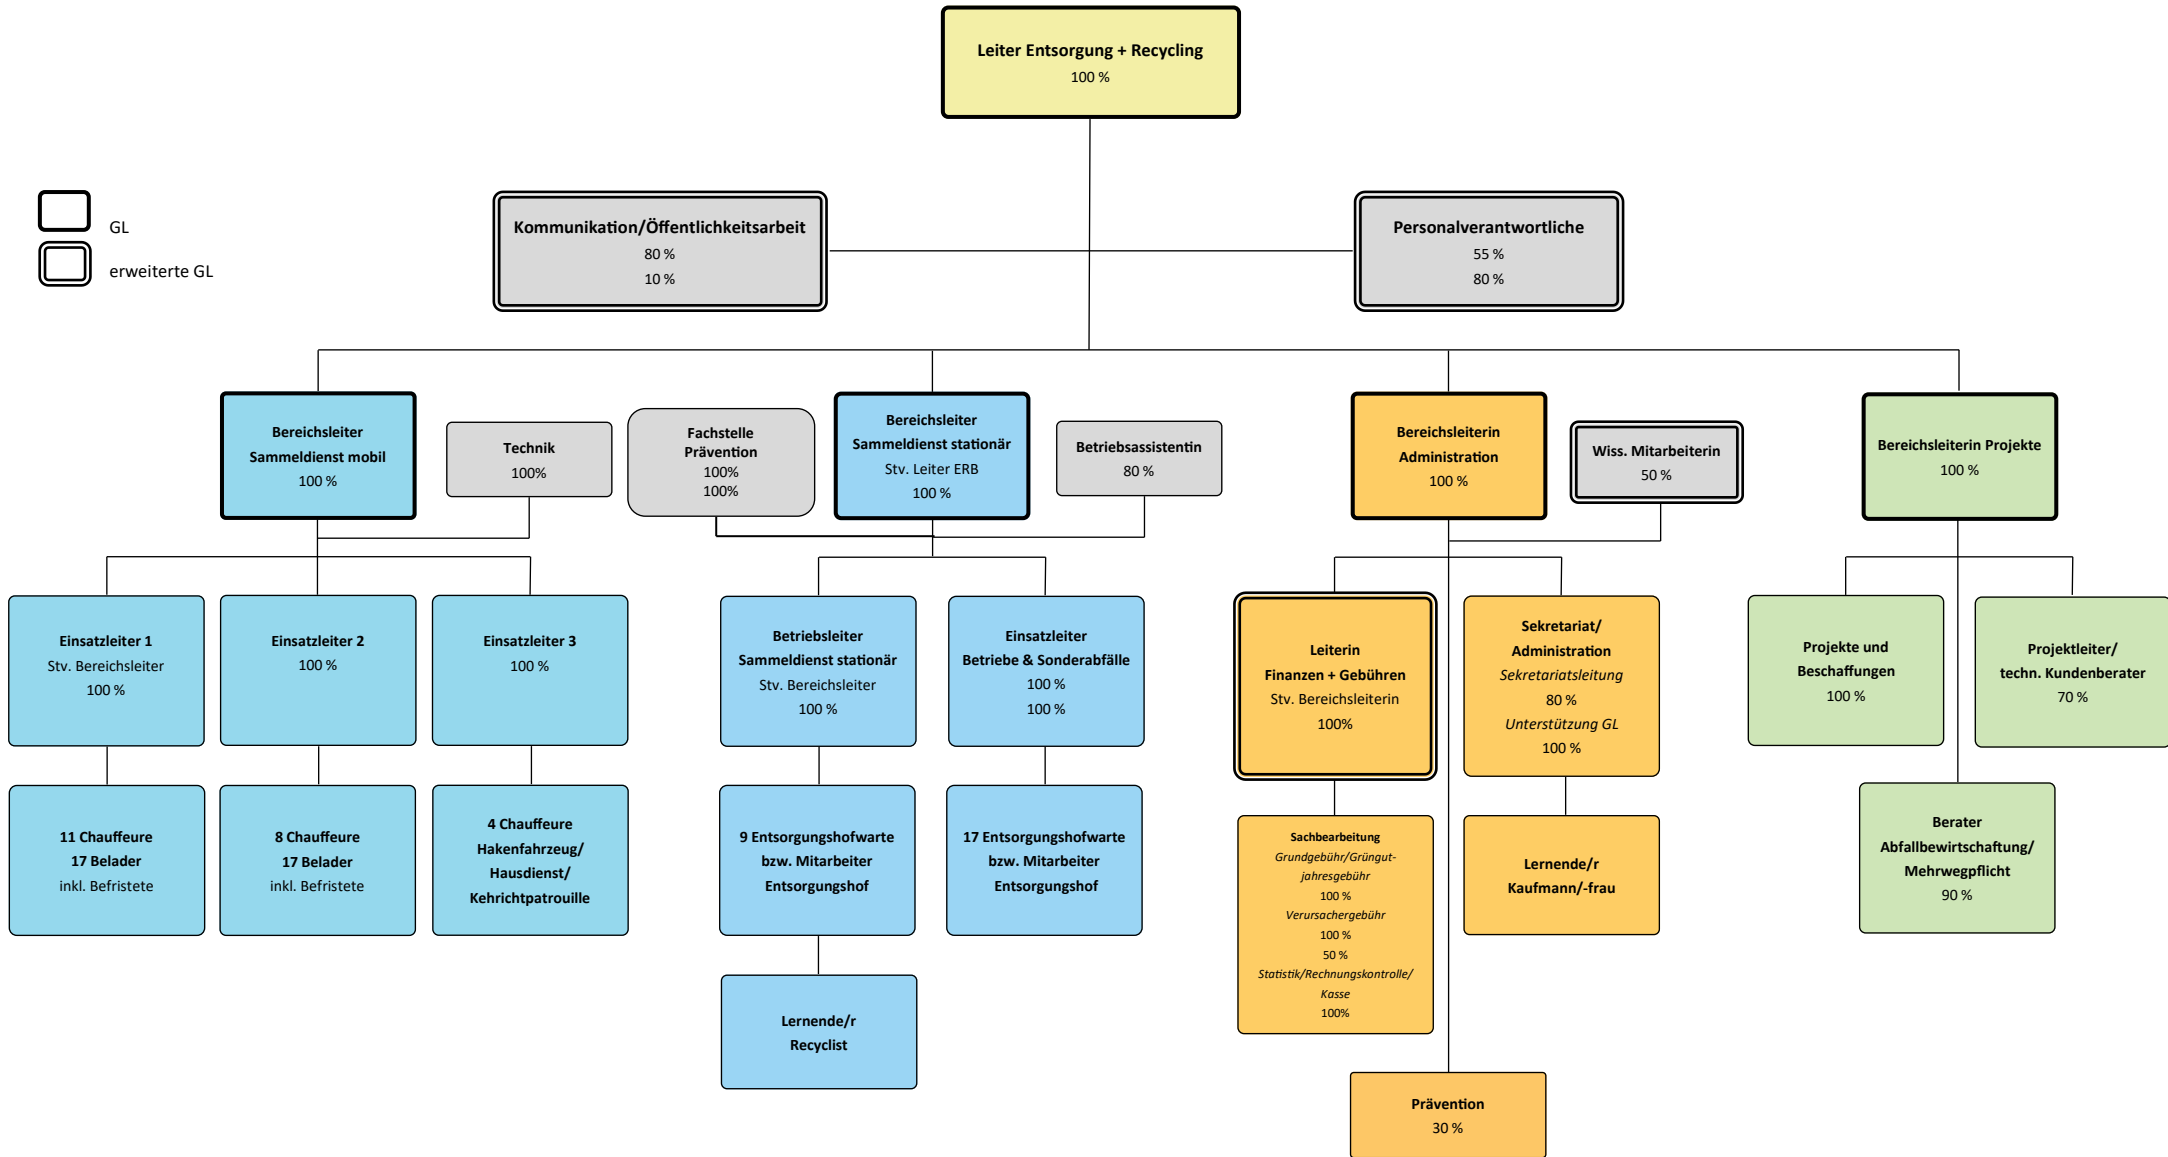 Leiter Entsorgung + Recycling
100 %
GL
erweiterte GL
Kommunikation/Öffentlichkeitsarbeit
80 %
10 %
Personalverantwortliche
55 %
80 %
Bereichsleiter
Sammeldienst mobil
100 %
Technik
100%
Fachstelle
Prävention
100%
100%
Bereichsleiter
Sammeldienst stationär
Stv. Leiter ERB
100 %
Betriebsassistentin
80 %
Bereichsleiterin
Administration
100 %
Wiss. Mitarbeiterin
50 %
Bereichsleiterin Projekte
100 %
Einsatzleiter 1
Stv. Bereichsleiter
100 %
Einsatzleiter 2
100 %
Einsatzleiter 3
100 %
Betriebsleiter
Sammeldienst stationär
Stv. Bereichsleiter
100 %
Einsatzleiter
Betriebe & Sonderabfälle
100 %
100 %
Leiterin
Finanzen + Gebühren
Stv. Bereichsleiterin
100%
Sekretariat/
Administration
Sekretariatsleitung
80 %
Unterstützung GL
100 %
Projekte und
Beschaffungen
100 %
Projektleiter/
techn. Kundenberater
70 %
11 Chauffeure
17 Belader
inkl. Befristete
8 Chauffeure
17 Belader
inkl. Befristete
4 Chauffeure
Hakenfahrzeug/
Hausdienst/
Kehrichtpatrouille
9 Entsorgungshofwarte
bzw. Mitarbeiter
Entsorgungshof
17 Entsorgungshofwarte
bzw. Mitarbeiter
Entsorgungshof
Sachbearbeitung
Grundgebühr/Grüngut-
jahresgebühr
100 %
Verursachergebühr
100 %
50 %
Statistik/Rechnungskontrolle/
Kasse
100%
Lernende/r
Kaufmann/-frau
Berater
Abfallbewirtschaftung/
Mehrwegpflicht
90 %
Lernende/r
Recyclist
Prävention
30 %